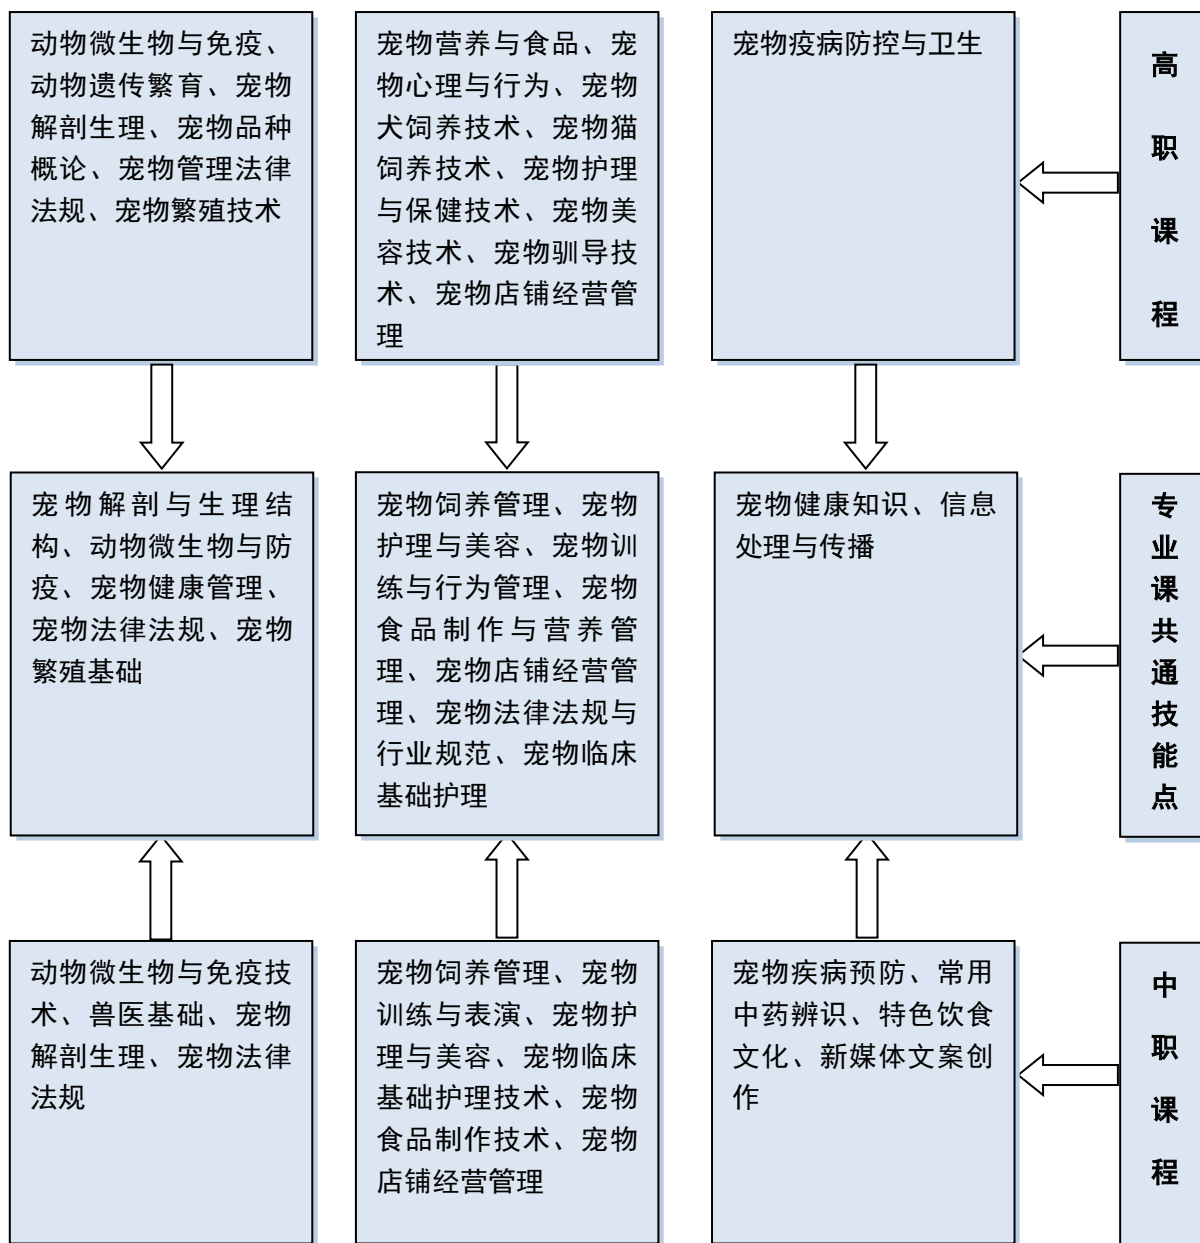 动物微生物与免疫、
动物遗传繁育、宠物
解剖生理、宠物品种
概论、宠物管理法律
法规、宠物繁殖技术
宠物营养与食品、宠
物心理与行为、宠物
犬饲养技术、宠物猫
饲养技术、宠物护理
与保健技术、宠物美
容技术、宠物驯导技
术、宠物店铺经营管
理
宠物疫病防控与卫生
高
职
课
程
宠物解剖与生理结
构、动物微生物与防
疫、宠物健康管理、
宠物法律法规、宠物
繁殖基础
宠物饲养管理、宠物
护理与美容、宠物训
练与行为管理、宠物
食品制作与营养管
理、宠物店铺经营管
理、宠物法律法规与
行业规范、宠物临床
基础护理
宠物健康知识、信息
处理与传播
专
业
课
共
通
技
能
点
动物微生物与免疫技
术、兽医基础、宠物
解剖生理、宠物法律
法规
宠物饲养管理、宠物
训练与表演、宠物护
理与美容、宠物临床
基础护理技术、宠物
食品制作技术、宠物
店铺经营管理
宠物疾病预防、常用
中药辨识、特色饮食
文化、新媒体文案创
作
中
职
课
程